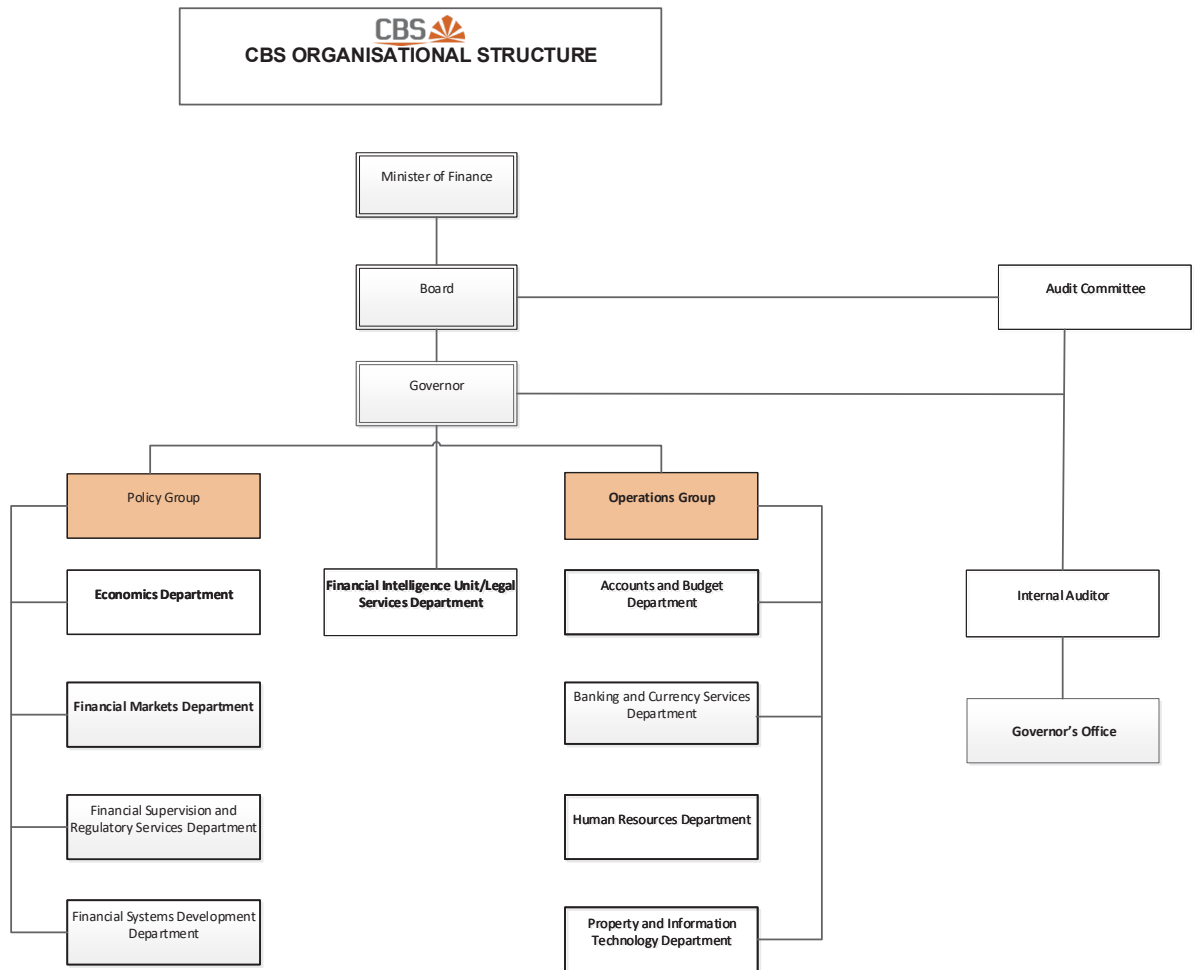 CBS
CBS ORGANISATIONAL STRUCTURE
Minister of Finance
Board
Audit Committee
Governor
Policy Group
Operations Group
Economics Department
Financial Intelligence Unit/Legal
Services Department
Accounts and Budget
Department
Internal Auditor
Financial Markets Department
Banking and Currency Services
Department
Governor’s Office
Financial Supervision and
Regulatory Services Department
Human Resources Department
Financial Systems Development
Department
Property and Information
Technology Department